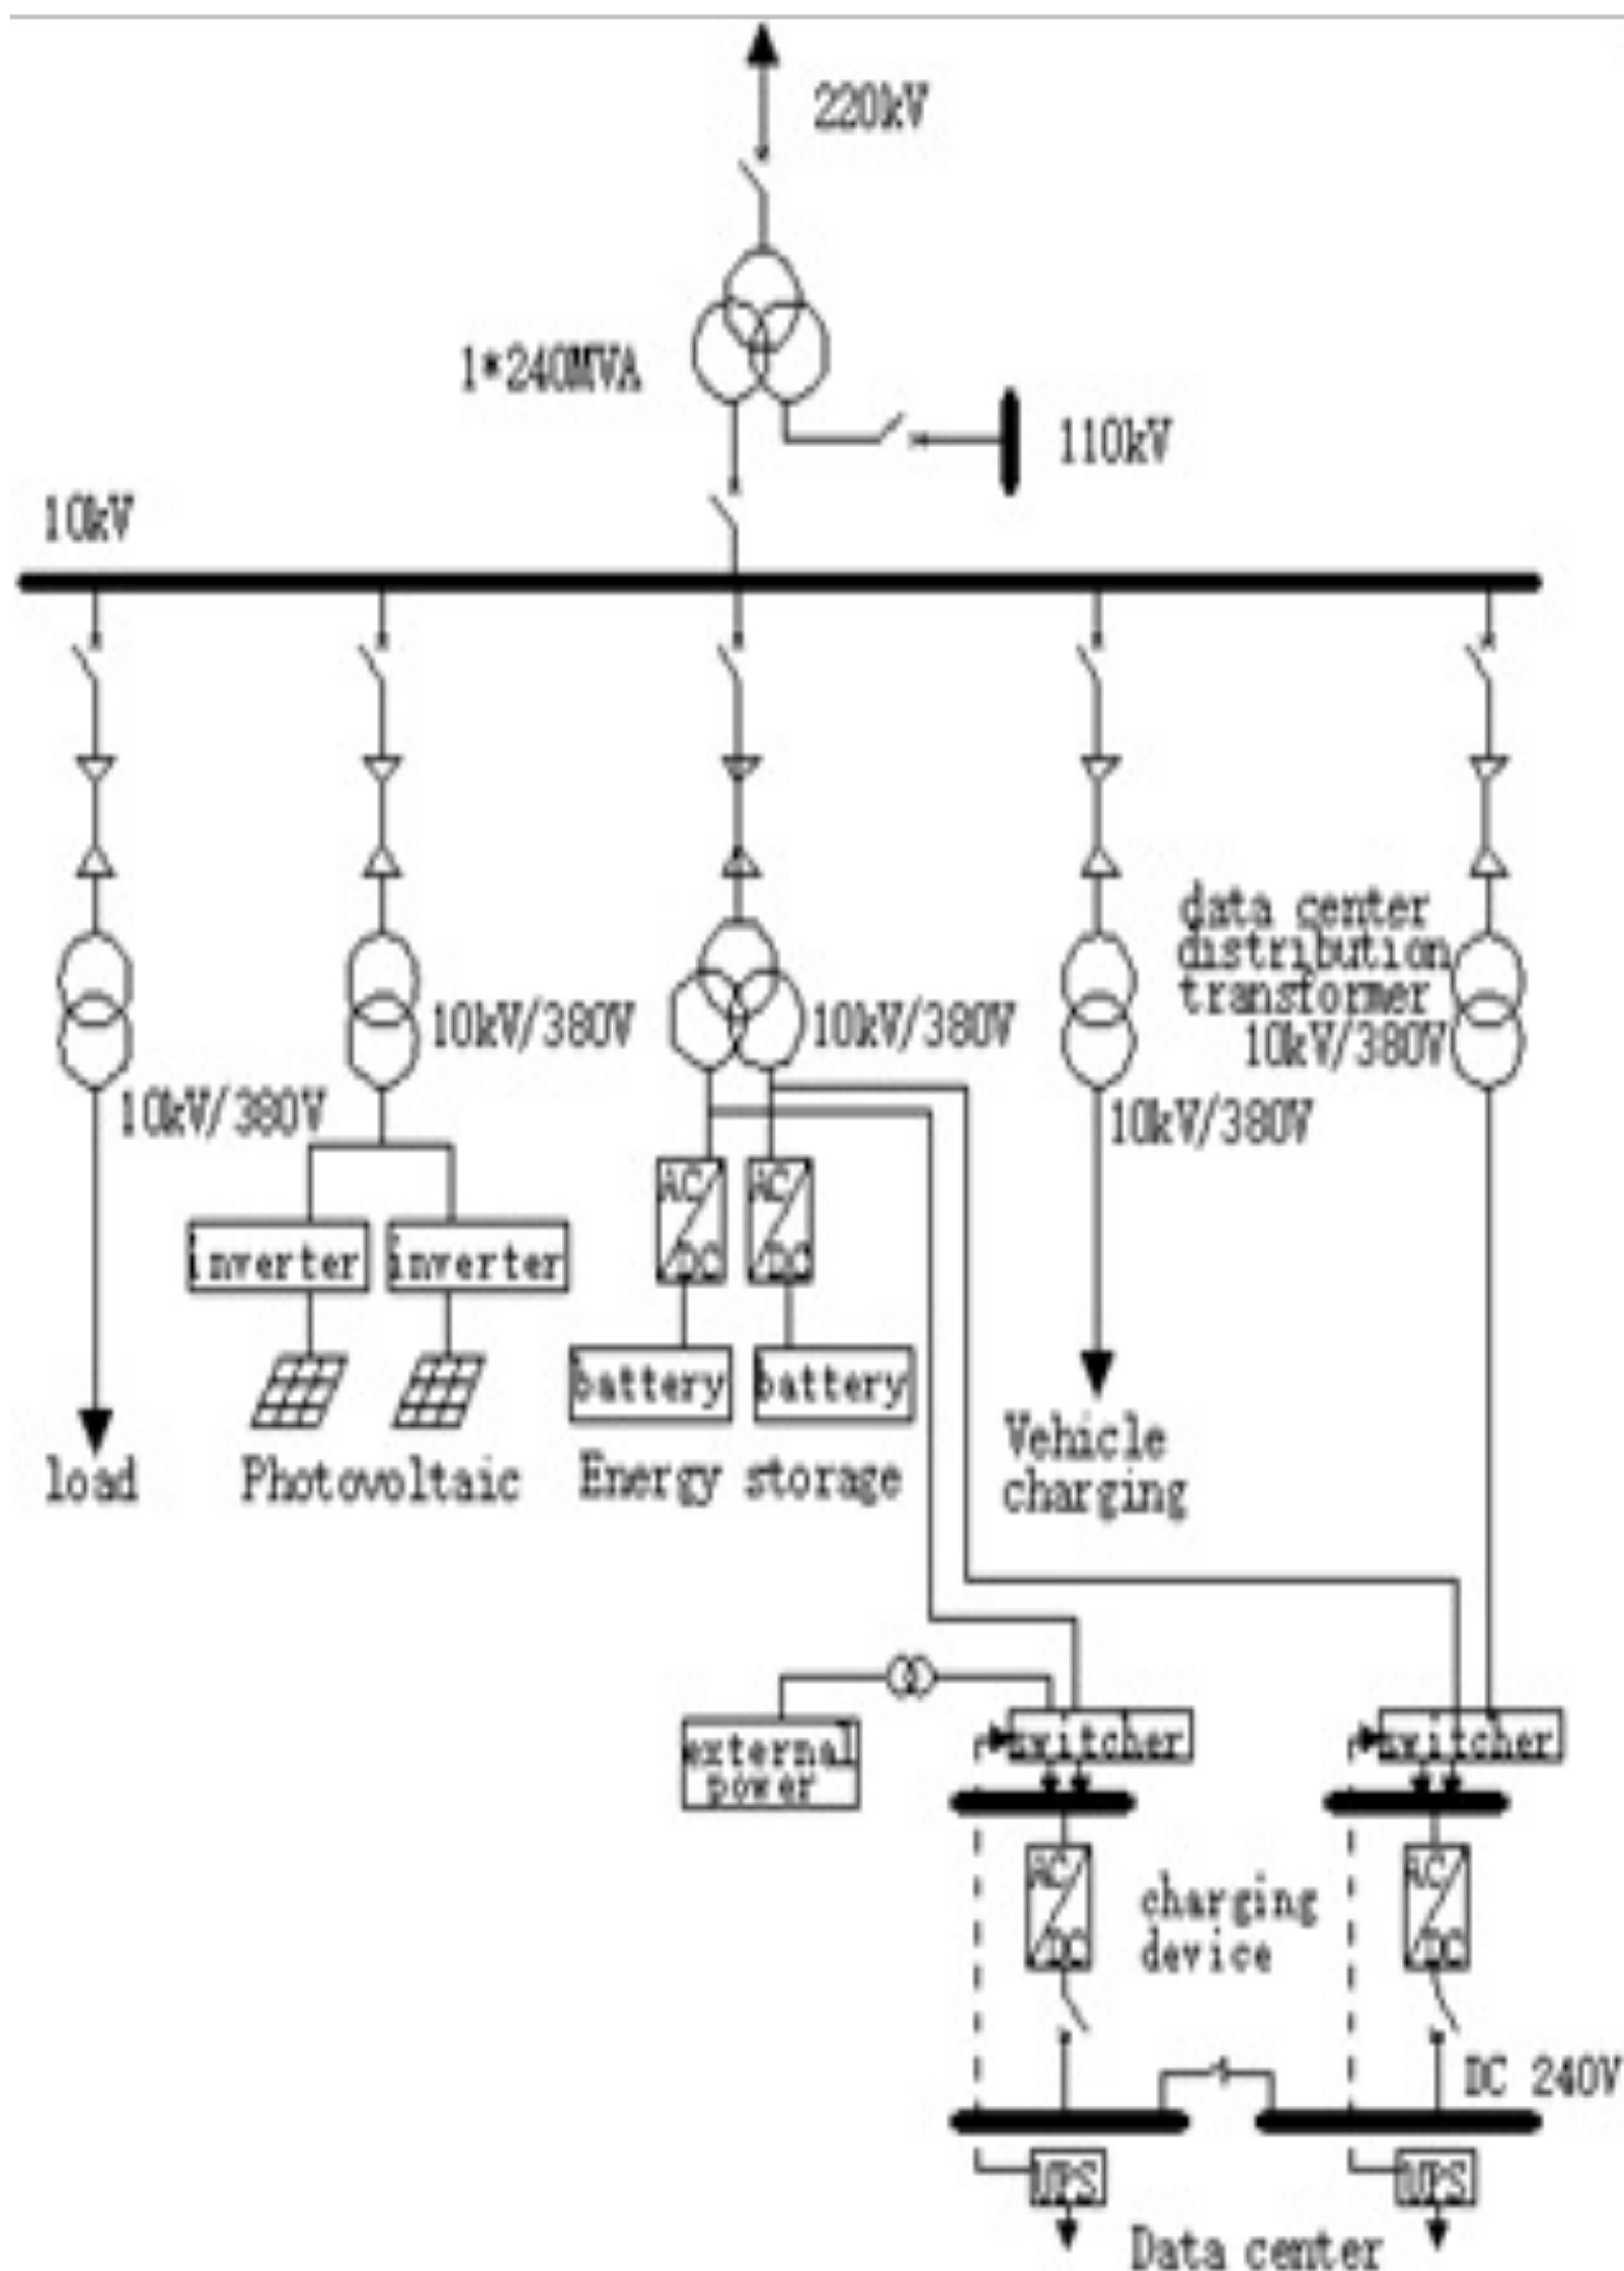 220kV
1*240MVA
110kV
10kV
data center
distribution
transformer
10kV/380V
10kV/380V
10kV/380V
10kV/380V
10kV/380V
AC
DC
AC
DC
inverter
inverter
battery
battery
load
Photovoltaic
Energy storage
Vehicle
charging
external
power
switcher
switcher
AC
DC
charging
device
AC
DC
DC 240V
UPS
UPS
Data center